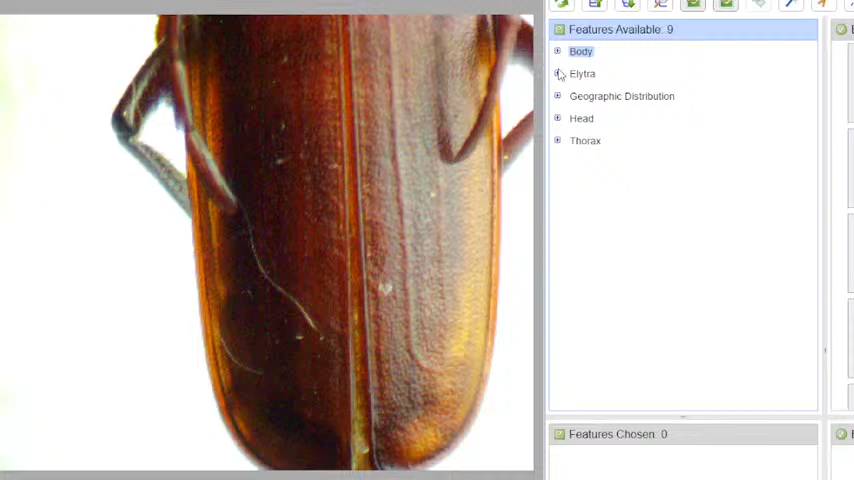 Features Available: 9
Body
Elytra
Geographic Distribution
Head
Thorax
Features Chosen: 0